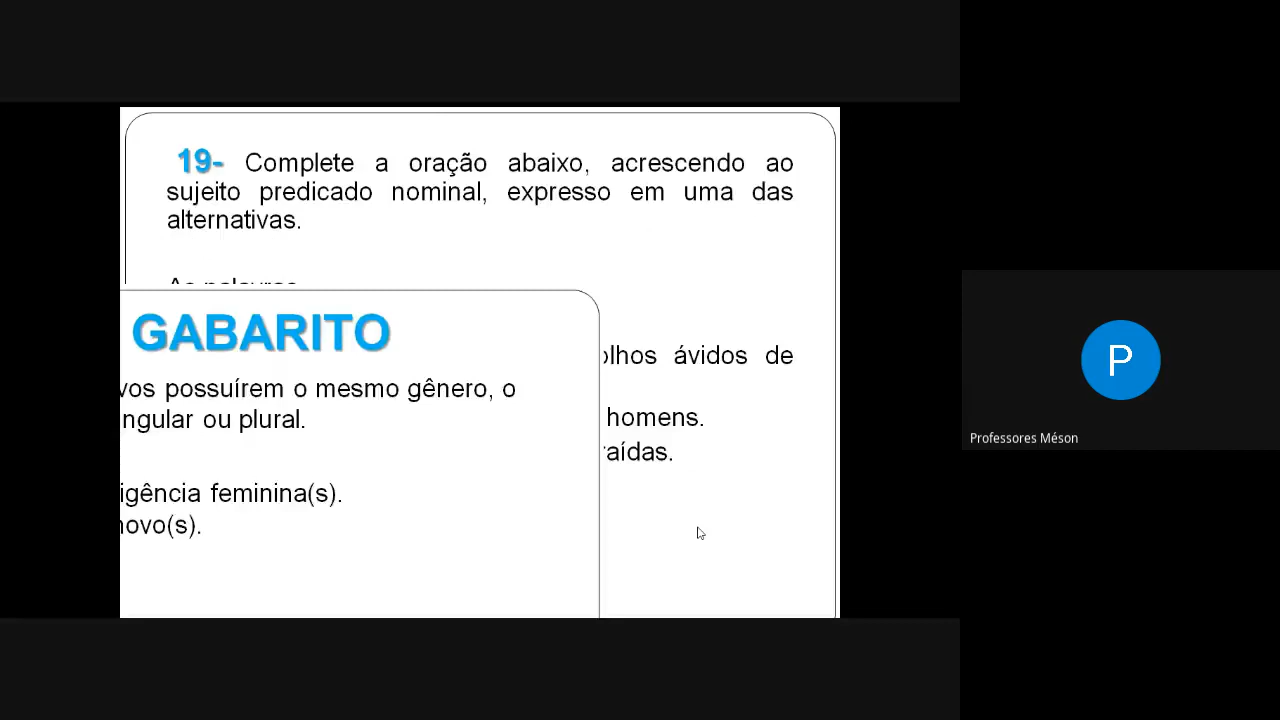 19- Complete a oração abaixo, acrescendo ao
sujeito predicado nominal, expresso em uma das
alternativas.
As palavras
GABARITO
olhos ávidos de
vos possuírem o mesmo gênero, o
homens.
ngular ou plural.
raídas.
igência feminina(s).
novo(s).
P
Professores Méson